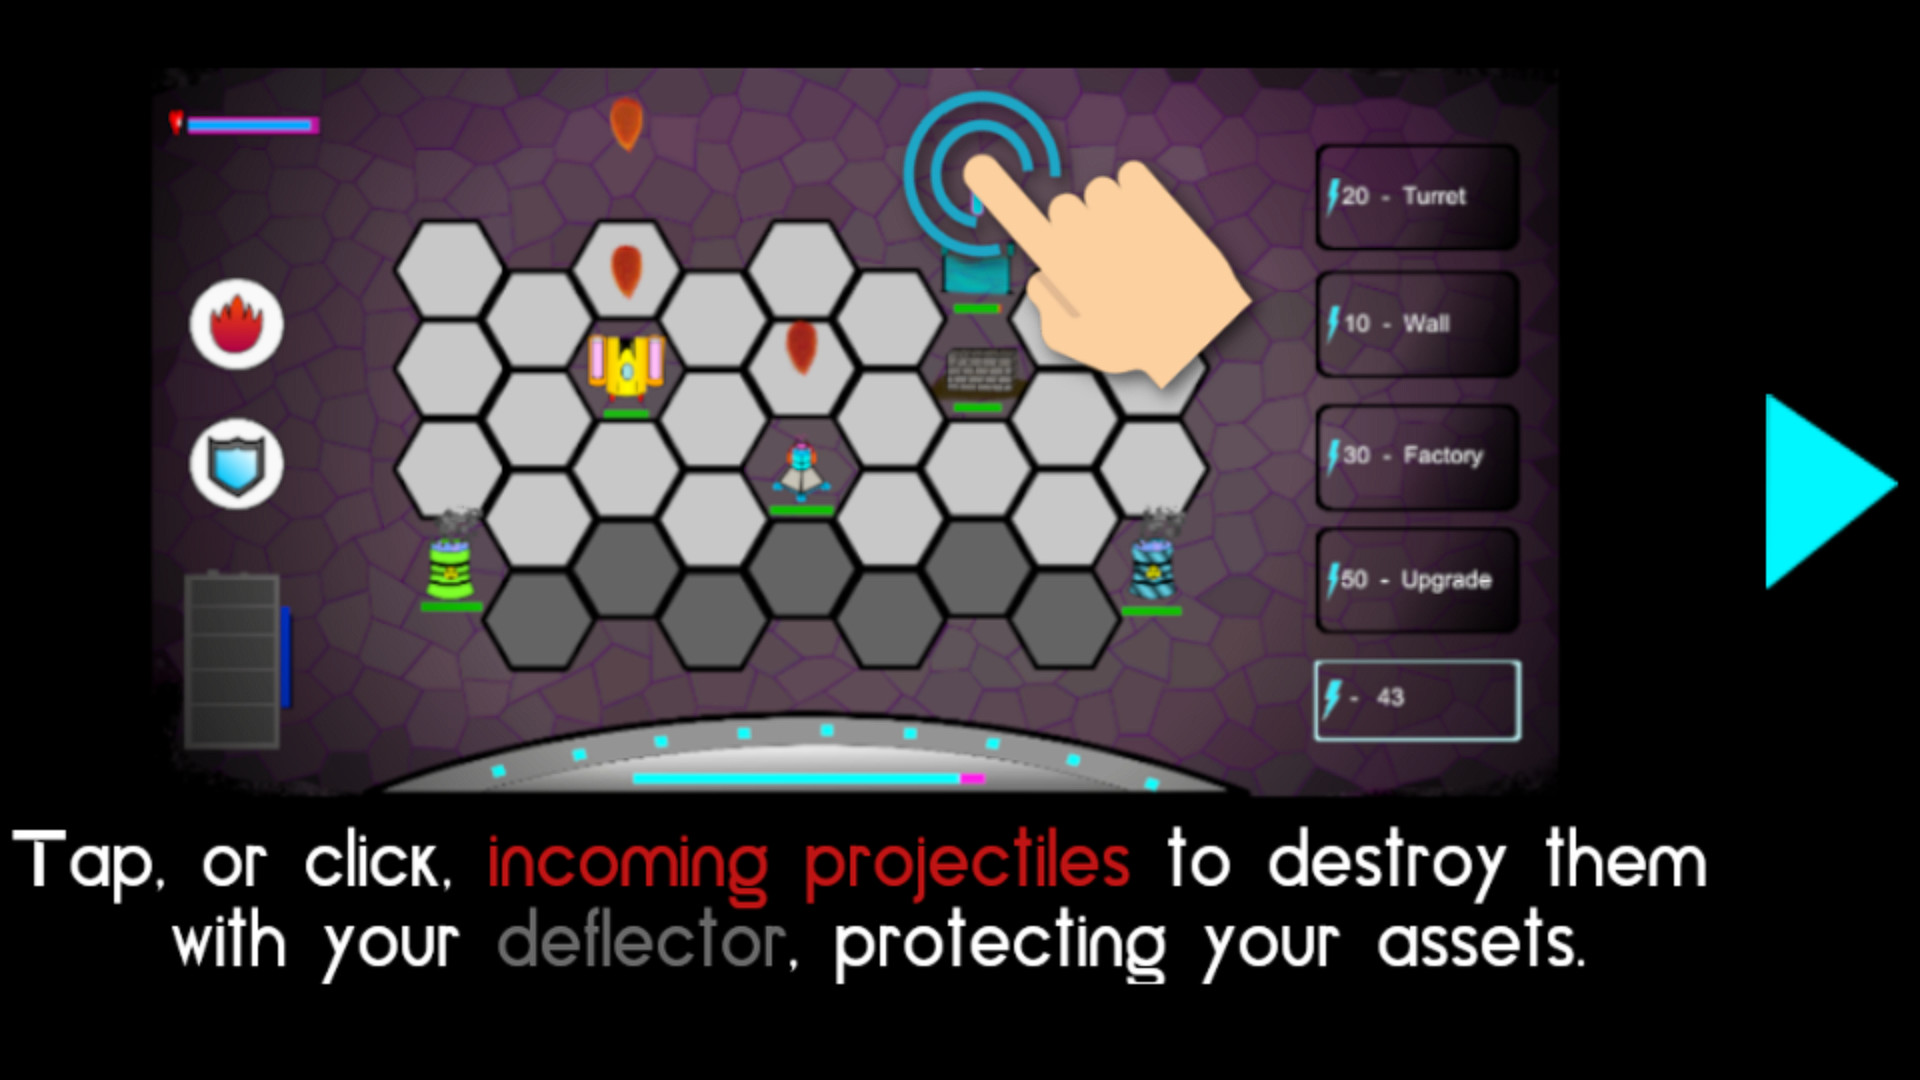 20 - Turret
10 - Wall
30 - Factory
50 - Upgrade
- 43
Tap, or click, incoming projectiles to destroy them
with your deflector, protecting your assets.